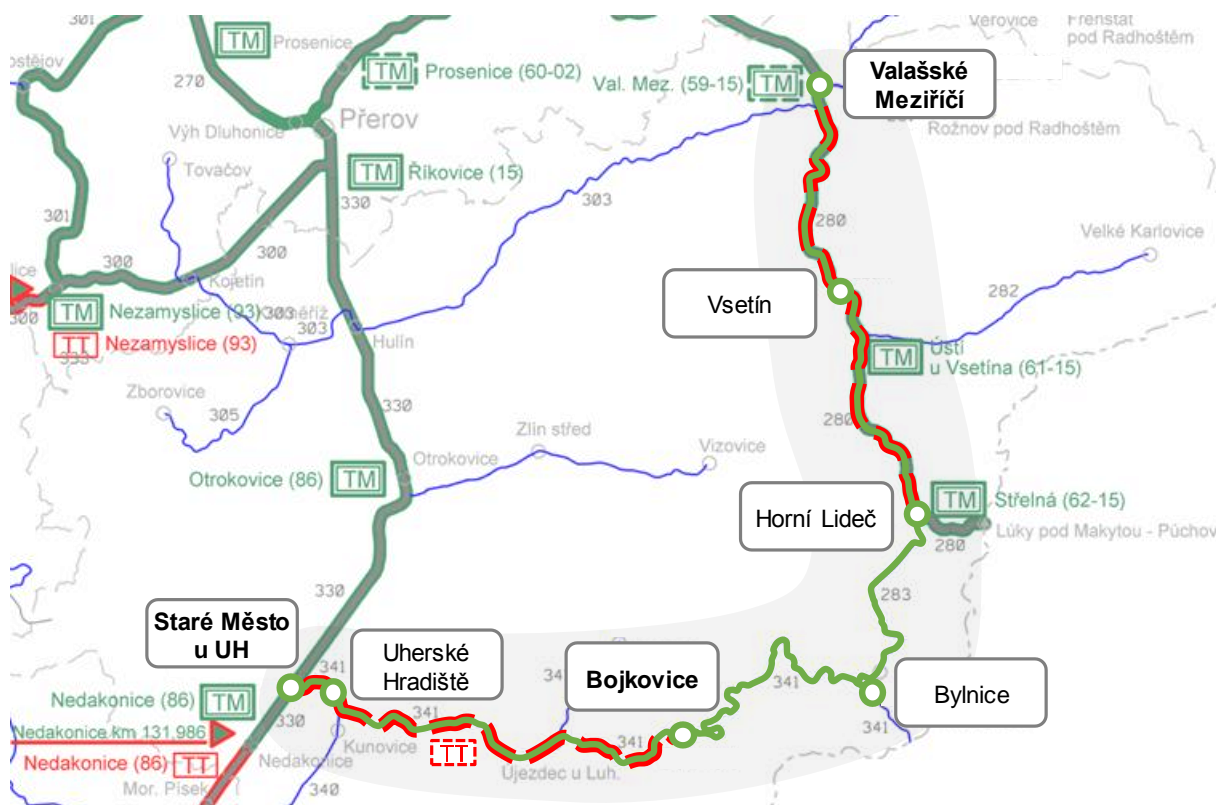 301
TM
Prosenice
TM
Prosenice (60-02)
Val. Mez. (59-15)
TM
Valašské
Meziříčí
Verovice
Frenštát
pod Radhoštěm
ostějov
270
Přerov
Výh Dluhonice
Tovačov
TM
Říkovice (15)
330
Rožnov pod Radhoštěm
303
301
280
300
300
Velké Karlovice
Kojetín
282
TM
Nezamyslice (93)
303
303
Hulín
TT
Nezamyslice (93)
300
Vsetín
TM
Ústí
u Vsetína (61-15)
Zborovice
305
330
280
Zlín střed
Vizovice
Otrokovice (86)
TM
Otrokovice
Horní Lideč
TM
Střelná (62-15)
280
Lúky pod Makytou - Púchov
330
283
Staré Město
u UH
341
Uherské
Hradiště
Bojkovice
341
Bylnice
Nedakonice (86)
TM
330
341
341
341
Nedakonice km 131,986
Kunovice
TT
Nedakonice (86)
TT
Nedakonice
Újezdec u Luh.
Mor. Písek
340